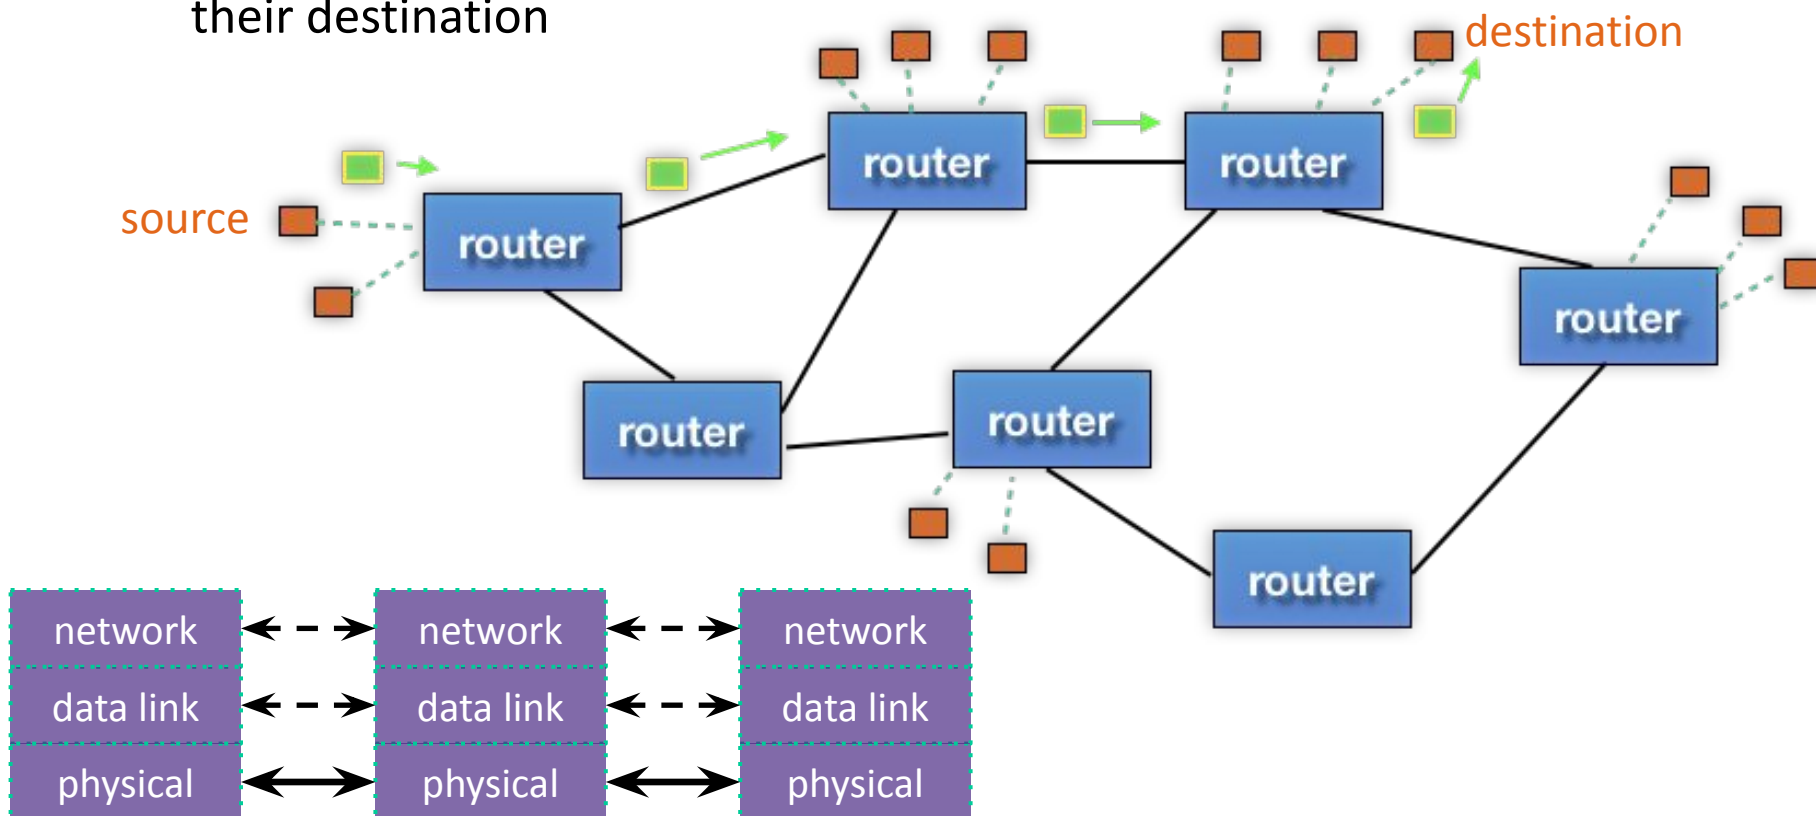 their destination
destination
router
router
source
router
router
router
router
router
network network network
data link data link data link
physical physical physical